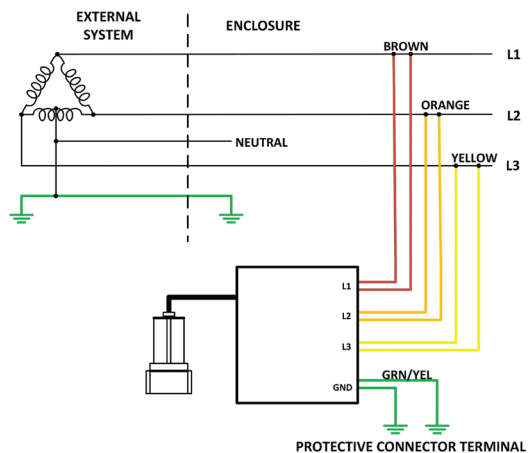 EXTERNAL
SYSTEM
ENCLOSURE
BROWN
L1
ORANGE
L2
NEUTRAL
YELLOW
L3
L1
L2
L3
GND
GRN/YEL
PROTECTIVE CONNECTOR TERMINAL